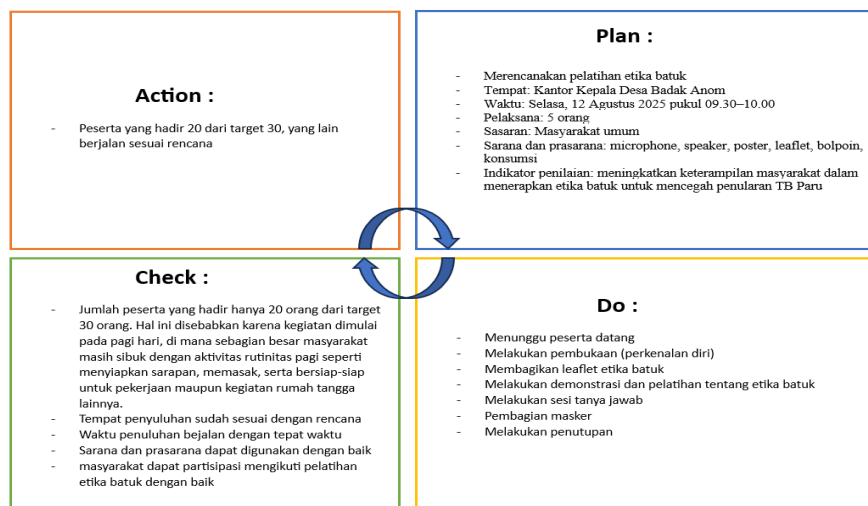 Action :
- Peserta yang hadir 20 dari target 30, yang lain
berjalan sesuai rencana
Plan :
- Merencanakan pelatihan etika batuk
- Tempat: Kantor Kepala Desa Badak Anom
- Waktu: Selasa, 12 Agustus 2025 pukul 09.30–10.00
- Pelaksana: 5 orang
- Sasaran: Masyarakat umum
- Sarana dan prasarana: microphone, speaker, poster, leaflet, bolpoin,
konsumsi
- Indikator penilaian: meningkatkan keterampilan masyarakat dalam
menerapkan etika batuk untuk mencegah penularan TB Paru
Check :
- Jumlah peserta yang hadir hanya 20 orang dari target
30 orang. Hal ini disebabkan karena kegiatan dimulai
pada pagi hari, di mana sebagian besar masyarakat
masih sibuk dengan aktivitas rutinitas pagi seperti
menyiapkan sarapan, memasak, serta bersiap-siap
untuk pekerjaan maupun kegiatan rumah tangga
lainnya.
- Tempat penyuluhan sudah sesuai dengan rencana
- Waktu penuluhan bejalan dengan tepat waktu
- Sarana dan prasarana dapat digunakan dengan baik
- masyarakat dapat partisipasi mengikuti pelatihan
etika batuk dengan baik
Do :
- Menunggu peserta datang
- Melakukan pembukaan (perkenalan diri)
- Membagikan leaflet etika batuk
- Melakukan demonstrasi dan pelatihan tentang etika batuk
- Melakukan sesi tanya jawab
- Pembagian masker
- Melakukan penutupan